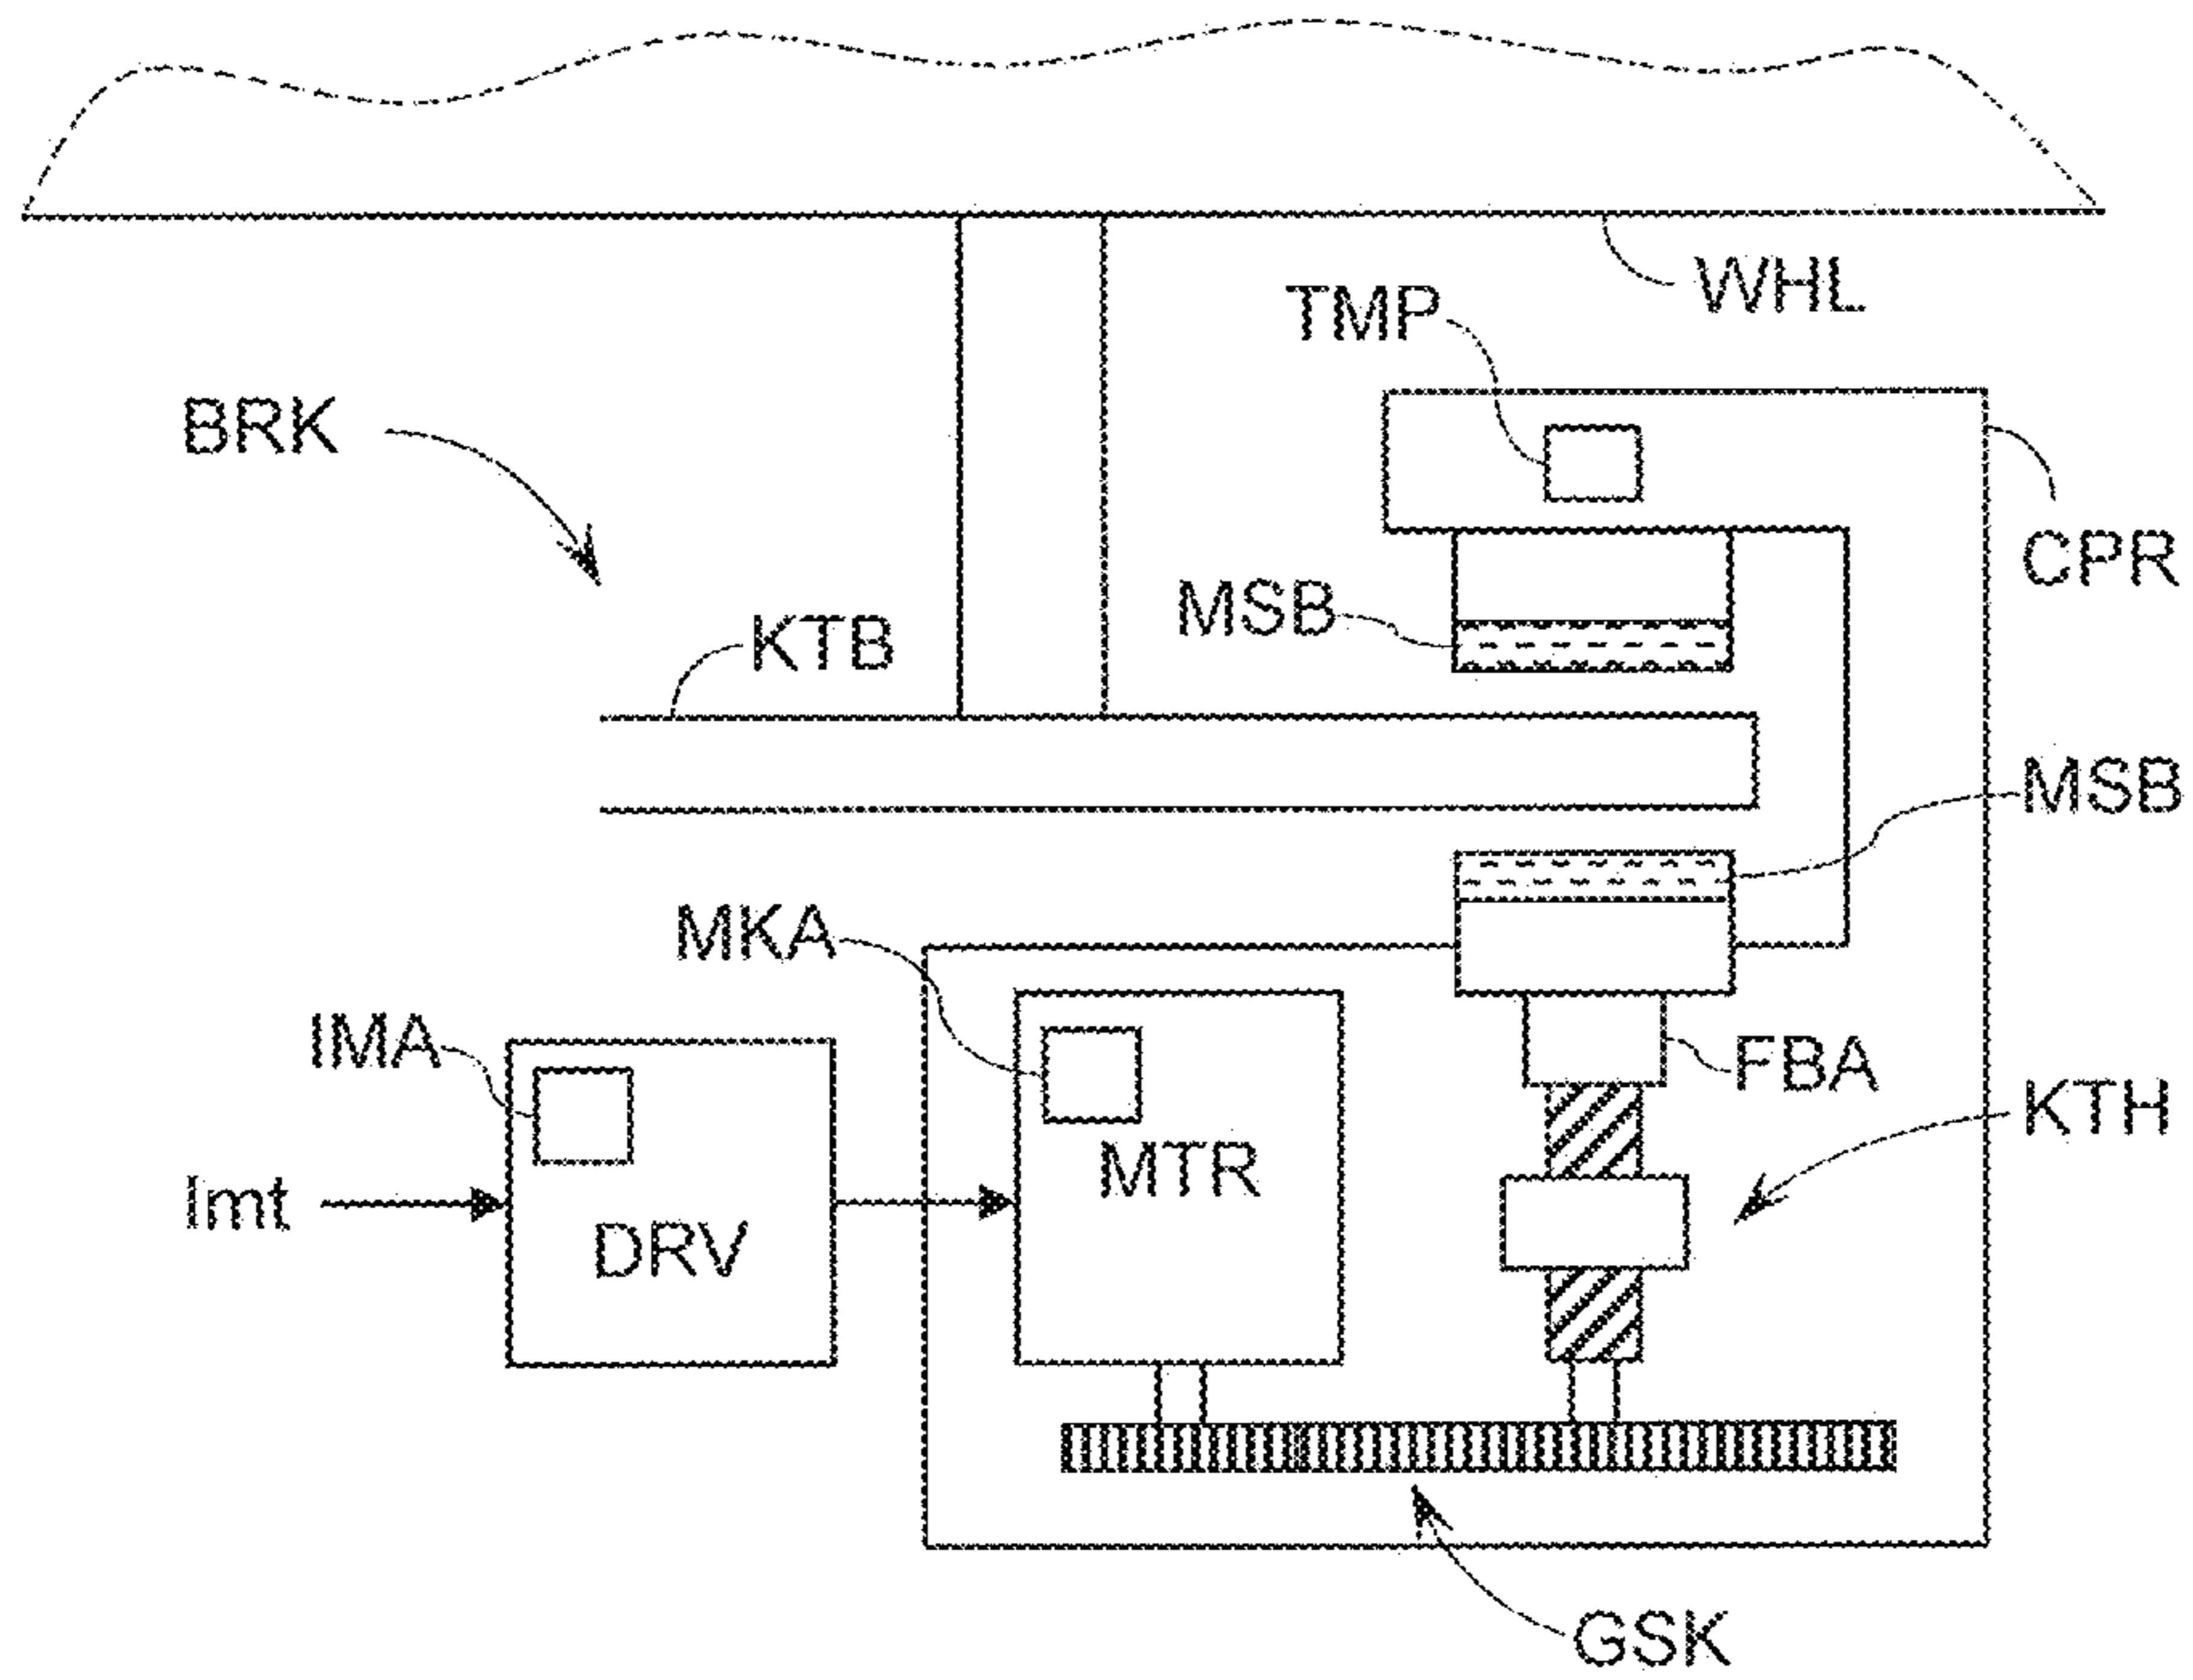 WHL
TMP
BRK
CPR
MSB
KTB
MSB
MKA
IMA
FBA
KTH
MTR
Imt
DRV
GSK